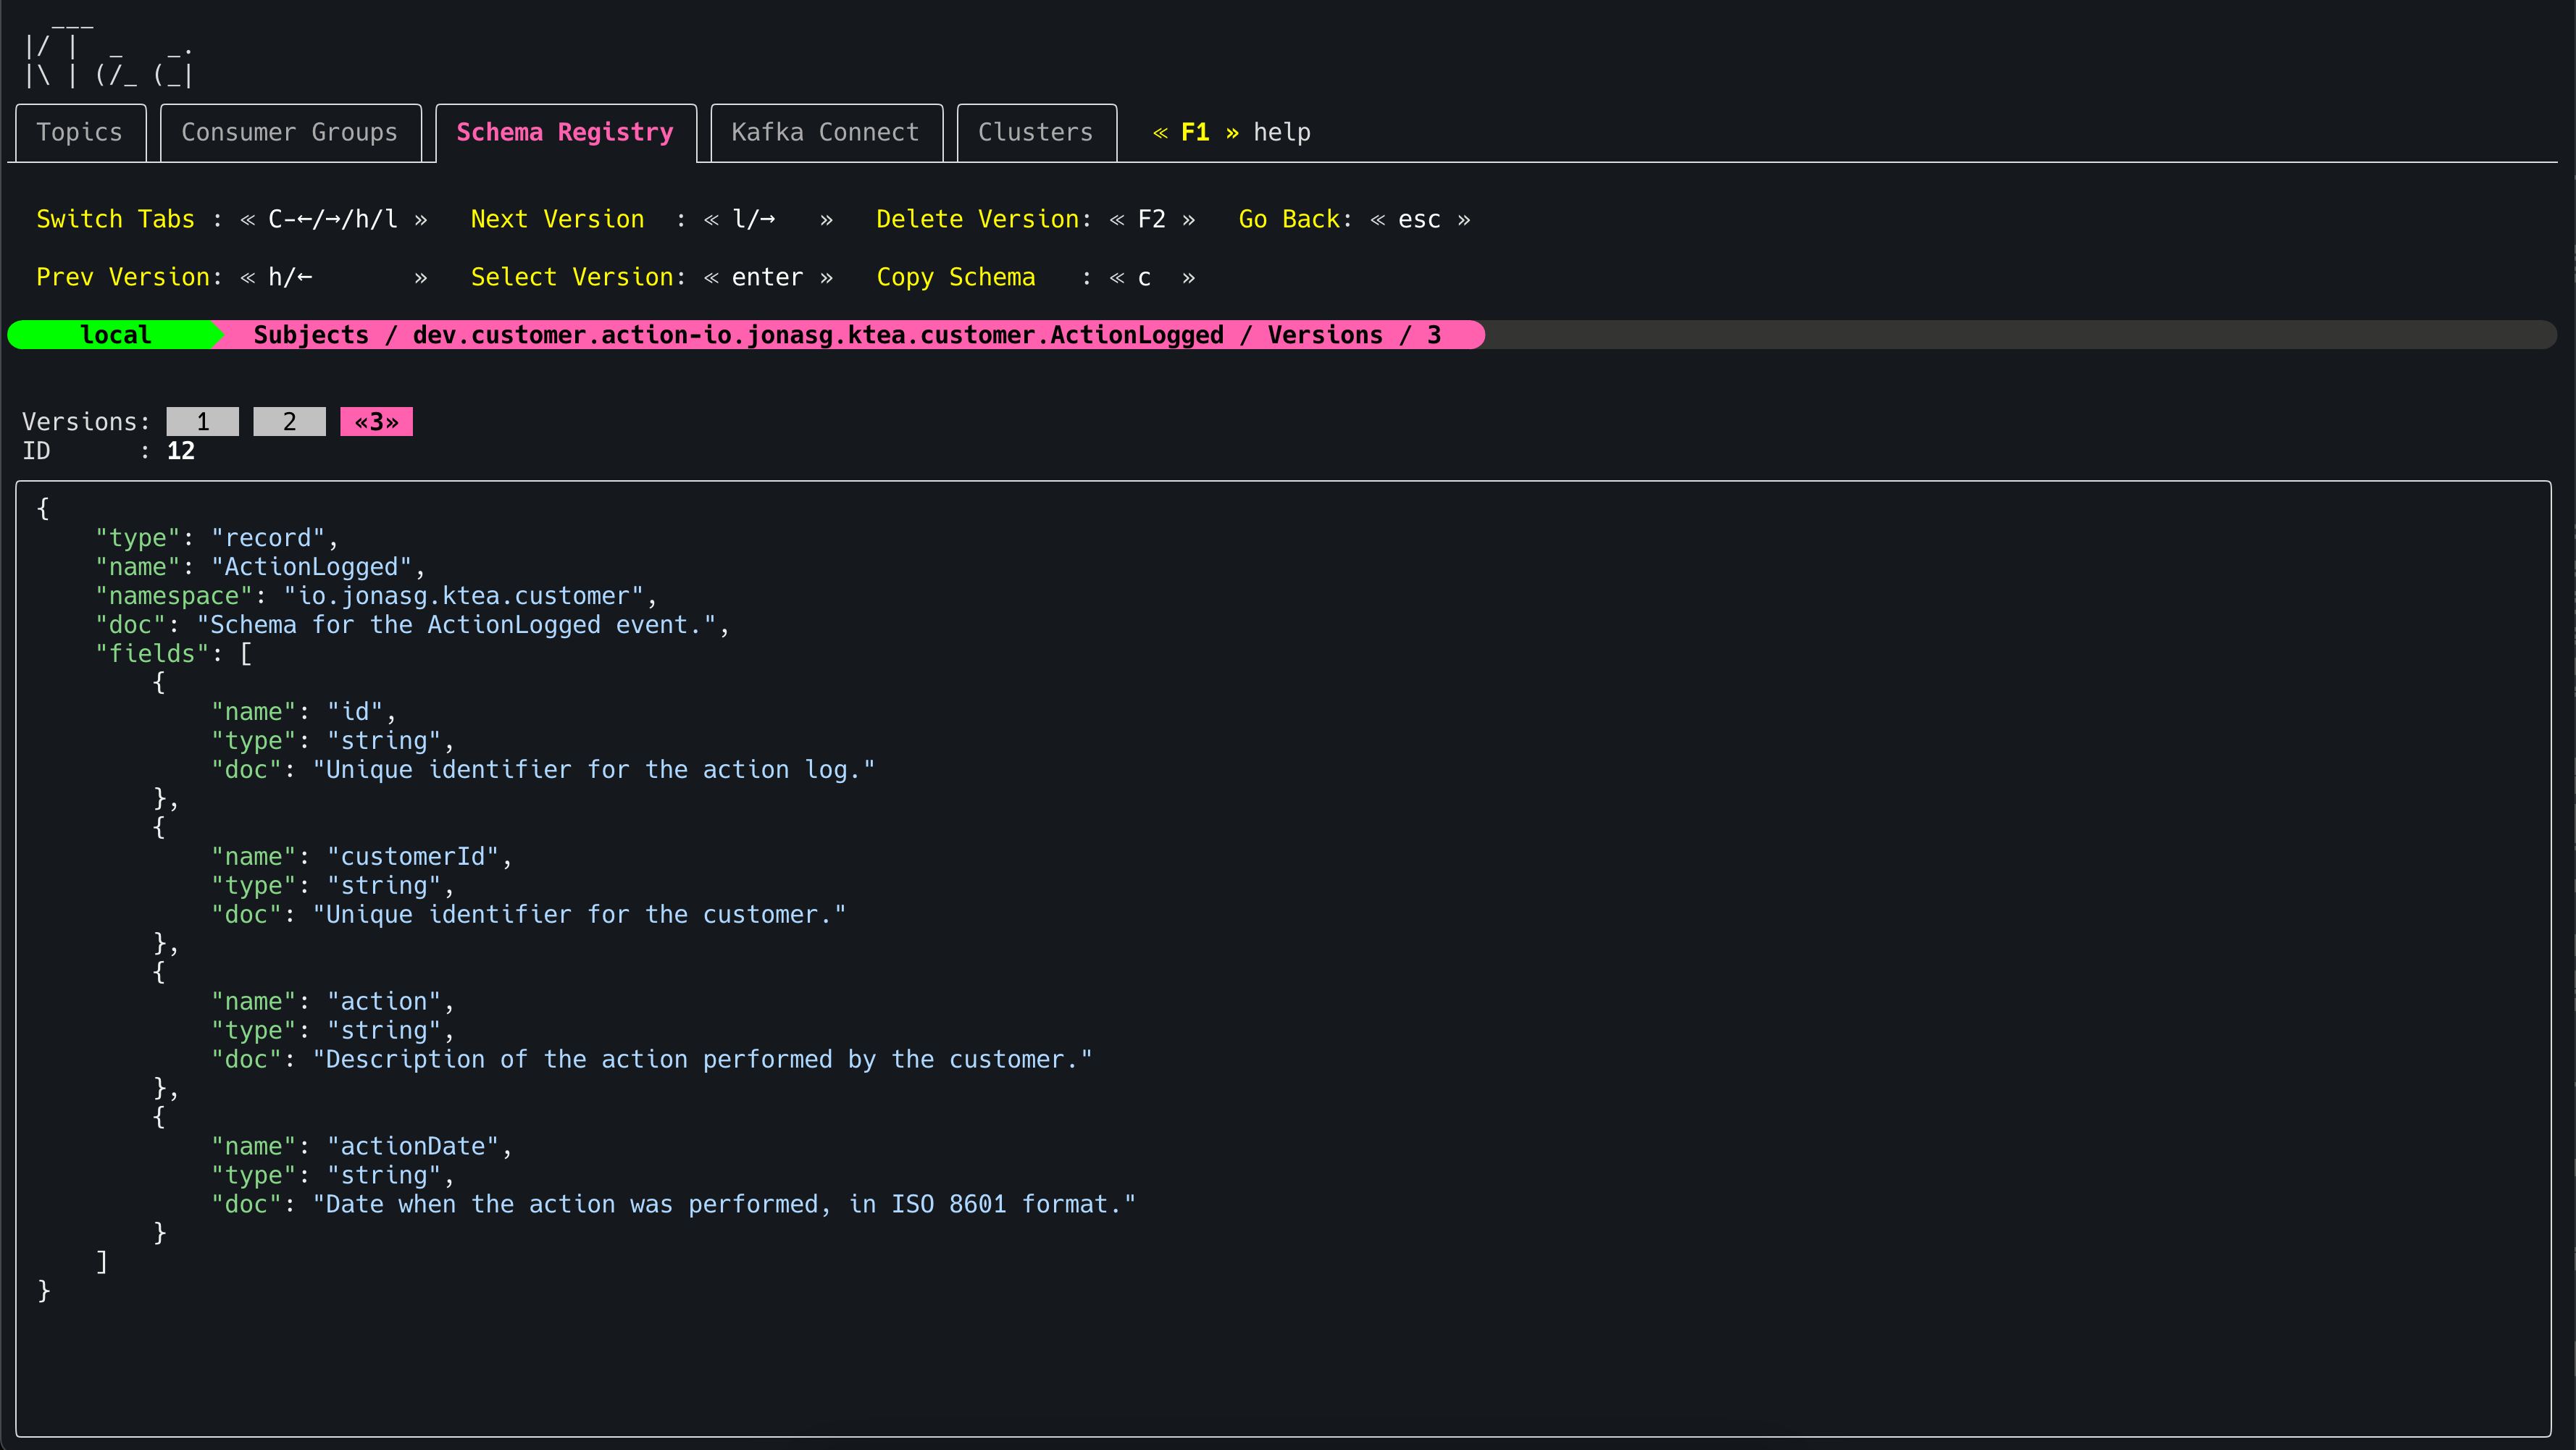 ___
|/ |  _   _.
|\ | (/_ (_|
Topics Consumer Groups Schema Registry Kafka Connect Clusters « F1 » help
Switch Tabs : « C-←/→/h/l » Next Version : « l/→ » Delete Version: « F2 » Go Back: « esc »
Prev Version: « h/← » Select Version: « enter » Copy Schema : « c »
local Subjects / dev.customer.action-io.jonasg.ktea.customer.ActionLogged / Versions / 3
Versions: 1 2 «3»
ID : 12
{
    "type": "record",
    "name": "ActionLogged",
    "namespace": "io.jonasg.ktea.customer",
    "doc": "Schema for the ActionLogged event.",
    "fields": [
        {
            "name": "id",
            "type": "string",
            "doc": "Unique identifier for the action log."
        },
        {
            "name": "customerId",
            "type": "string",
            "doc": "Unique identifier for the customer."
        },
        {
            "name": "action",
            "type": "string",
            "doc": "Description of the action performed by the customer."
        },
        {
            "name": "actionDate",
            "type": "string",
            "doc": "Date when the action was performed, in ISO 8601 format."
        }
    ]
}